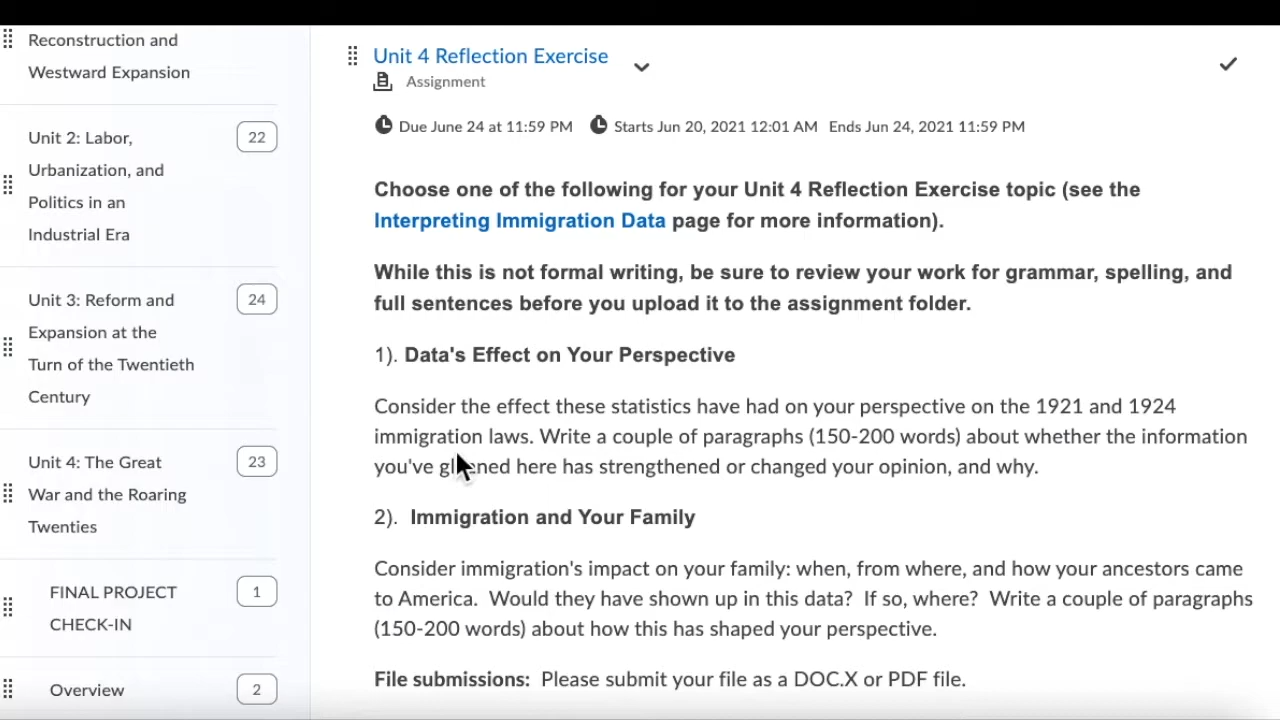 Reconstruction and
Westward Expansion
Unit 2: Labor,
22
Urbanization, and
Politics in an
Industrial Era
Unit 3: Reform and
24
Expansion at the
Turn of the Twentieth
Century
Unit 4: The Great
23
War and the Roaring
Twenties
FINAL PROJECT
1
CHECK-IN
Overview
2
Unit 4 Reflection Exercise
Assignment
Due June 24 at 11:59 PM Starts Jun 20, 2021 12:01 AM Ends Jun 24, 2021 11:59 PM
Choose one of the following for your Unit 4 Reflection Exercise topic (see the
Interpreting Immigration Data page for more information).
While this is not formal writing, be sure to review your work for grammar, spelling, and
full sentences before you upload it to the assignment folder.
1). Data's Effect on Your Perspective
Consider the effect these statistics have had on your perspective on the 1921 and 1924
immigration laws. Write a couple of paragraphs (150-200 words) about whether the information
you've gleaned here has strengthened or changed your opinion, and why.
2). Immigration and Your Family
Consider immigration's impact on your family: when, from where, and how your ancestors came
to America. Would they have shown up in this data? If so, where? Write a couple of paragraphs
(150-200 words) about how this has shaped your perspective.
File submissions: Please submit your file as a DOC.X or PDF file.